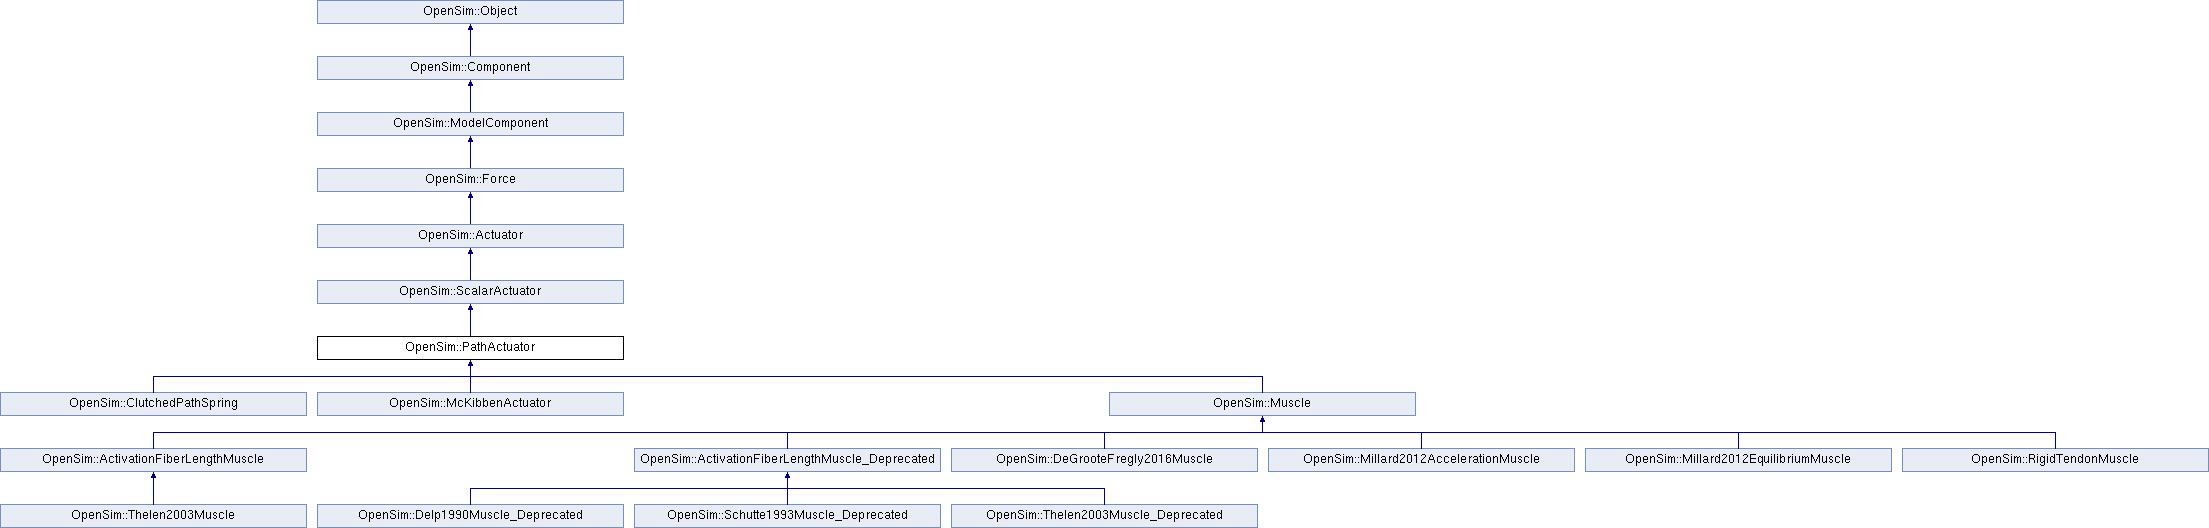 OpenSim::Object
OpenSim::Component
OpenSim::ModelComponent
OpenSim::Force
OpenSim::Actuator
OpenSim::ScalarActuator
OpenSim::PathActuator
OpenSim::ClutchedPathSpring
OpenSim::McKibbenActuator
OpenSim::Muscle
OpenSim::ActivationFiberLengthMuscle
OpenSim::ActivationFiberLengthMuscle_Deprecated
OpenSim::DeGrooteFregly2016Muscle
OpenSim::Millard2012AccelerationMuscle
OpenSim::Millard2012EquilibriumMuscle
OpenSim::RigidTendonMuscle
OpenSim::Thelen2003Muscle
OpenSim::Delp1990Muscle_Deprecated
OpenSim::Schutte1993Muscle_Deprecated
OpenSim::Thelen2003Muscle_Deprecated